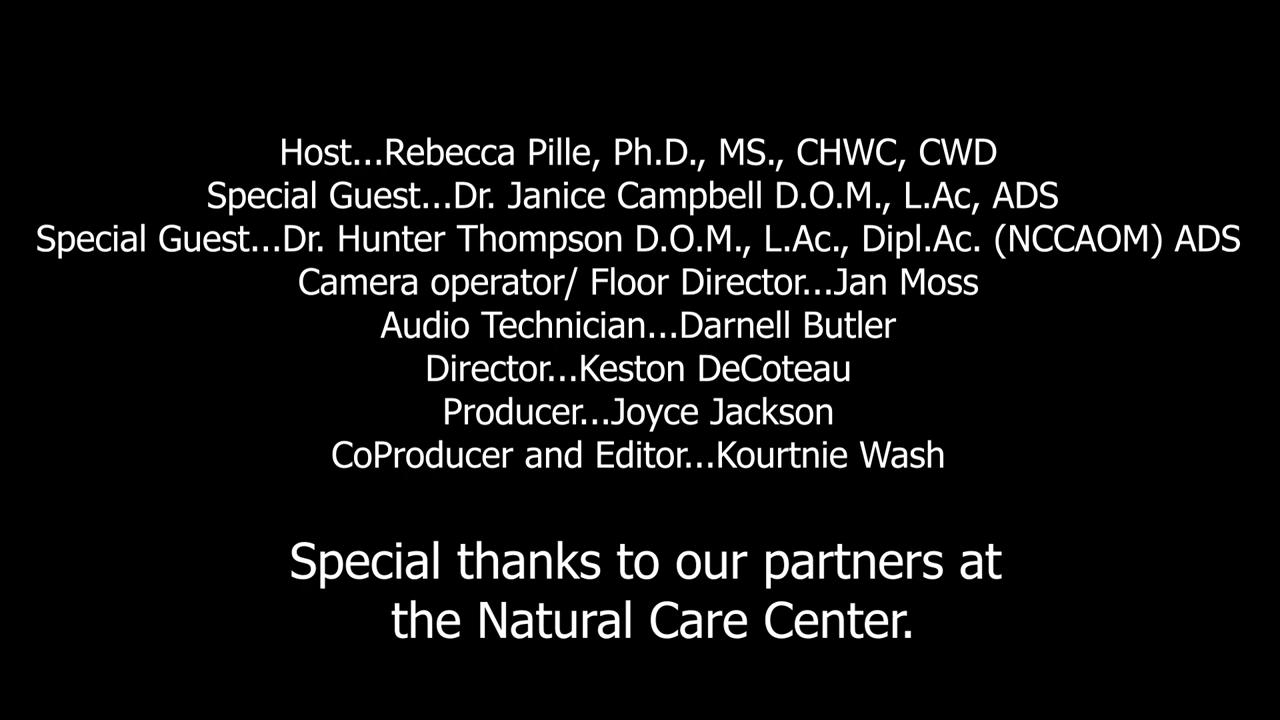 Host...Rebecca Pille, Ph.D., MS., CHWC, CWD
Special Guest...Dr. Janice Campbell D.O.M., L.Ac, ADS
Special Guest...Dr. Hunter Thompson D.O.M., L.Ac., Dipl.Ac. (NCCAOM) ADS
Camera operator/ Floor Director...Jan Moss
Audio Technician...Darnell Butler
Director...Keston DeCoteau
Producer...Joyce Jackson
CoProducer and Editor...Kourtnie Wash
Special thanks to our partners at
the Natural Care Center.